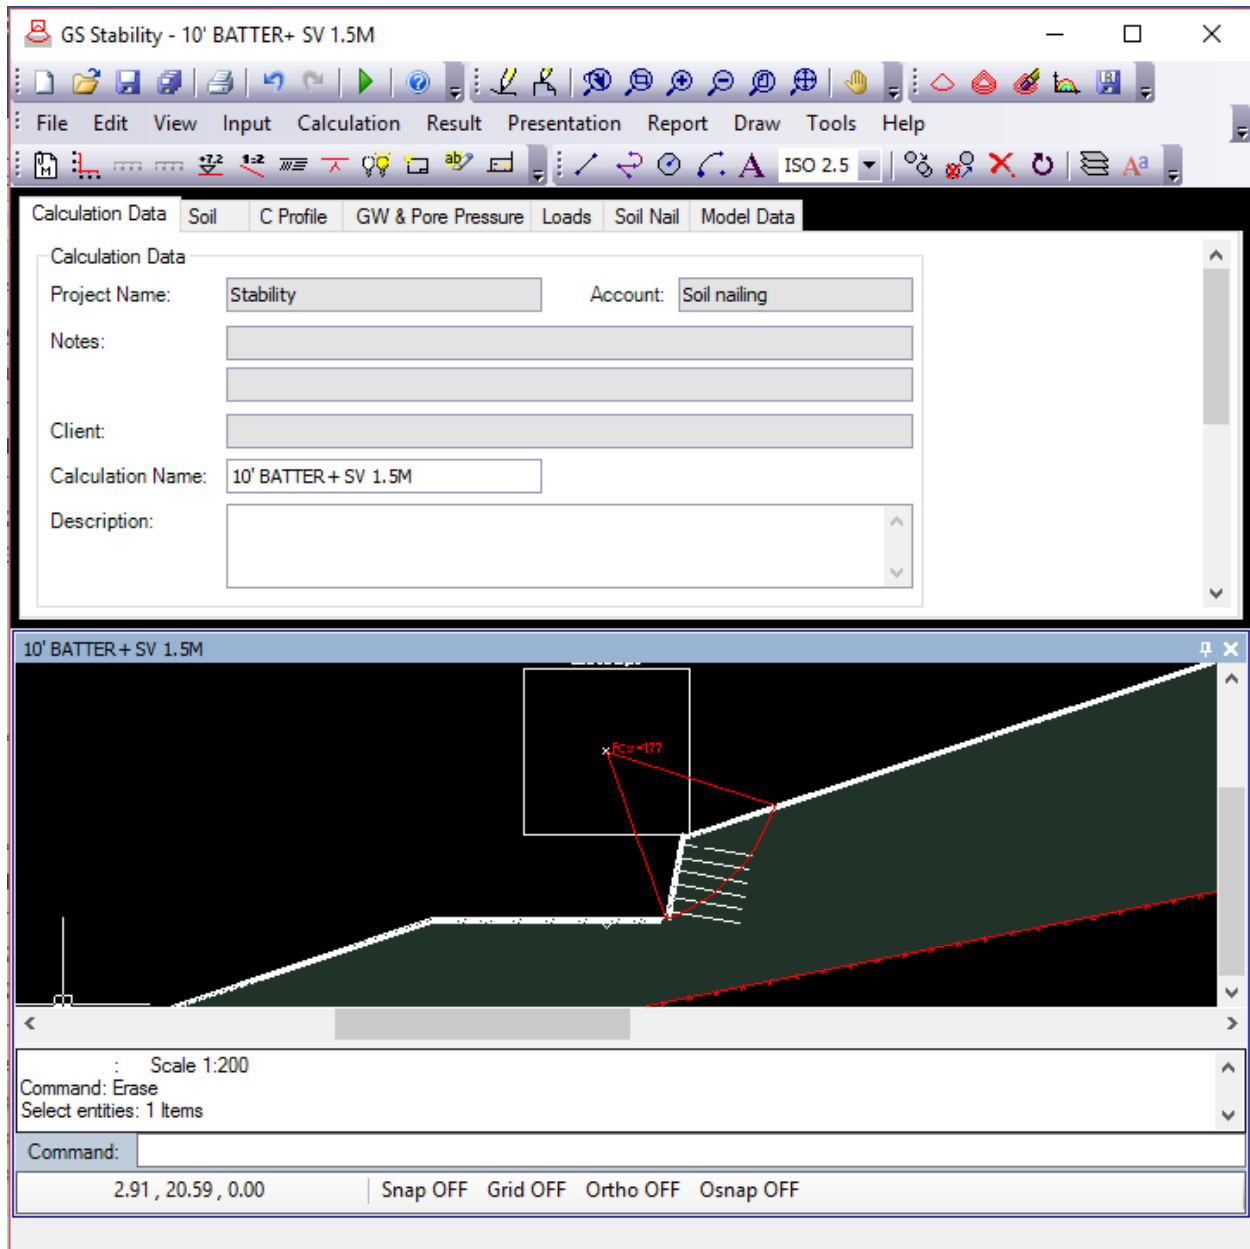 GS Stability - 10' BATTER+ SV 1.5M
File Edit View Input Calculation Result Presentation Report Draw Tools Help
ISO 2.5
Calculation Data Soil C Profile GW & Pore Pressure Loads Soil Nail Model Data
Calculation Data
Project Name: Stability Account: Soil nailing
Notes:
Client:
Calculation Name: 10' BATTER+ SV 1.5M
Description:
10' BATTER+ SV 1.5M
: Scale 1:200
Command: Erase
Select entities: 1 Items
Command:
2.91 , 20.59 , 0.00 Snap OFF Grid OFF Ortho OFF Osnap OFF